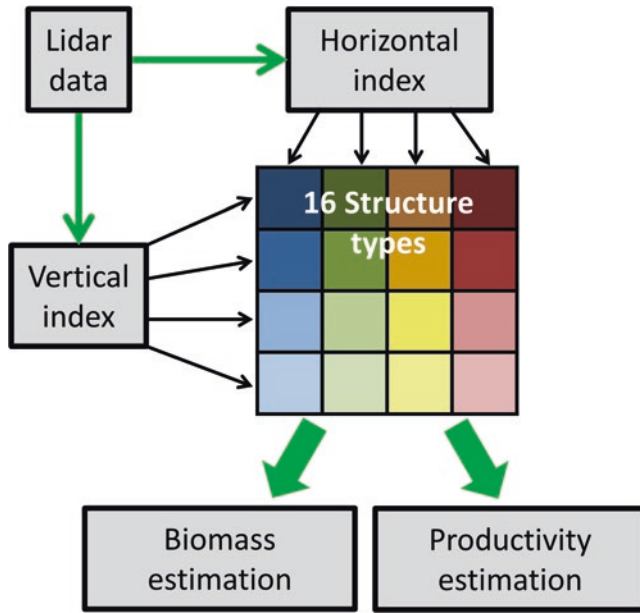 Lidar
data
Horizontal
index
16 Structure
types
Vertical
index
Biomass
estimation
Productivity
estimation